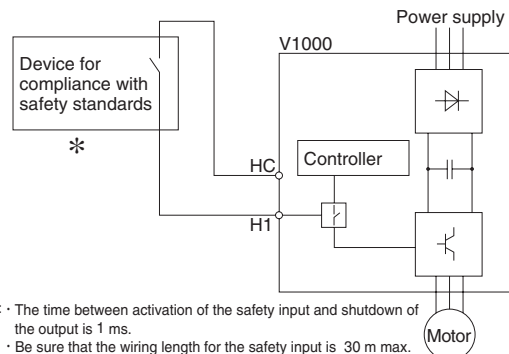 Power supply
V1000
Device for
compliance with
safety standards
*
HC
Controller
H1
· The time between activation of the safety input and shutdown of
the output is 1 ms.
· Be sure that the wiring length for the safety input is 30 m max.
Motor